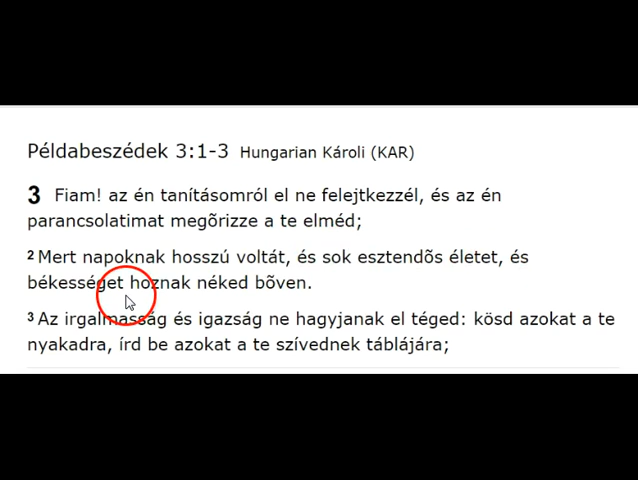 Példabeszédek 3:1-3 Hungarian Károli (KAR)
3 Fiam! az én tanításomról el ne felejtkezzél, és az én
parancsolatimat megõrizze a te elméd;
2 Mert napoknak hosszú voltát, és sok esztendõs életet, és
békességet hoznak néked bõven.
3 Az irgalmasság és igazság ne hagyjanak el téged: kösd azokat a te
nyakadra, írd be azokat a te szívednek táblájára;